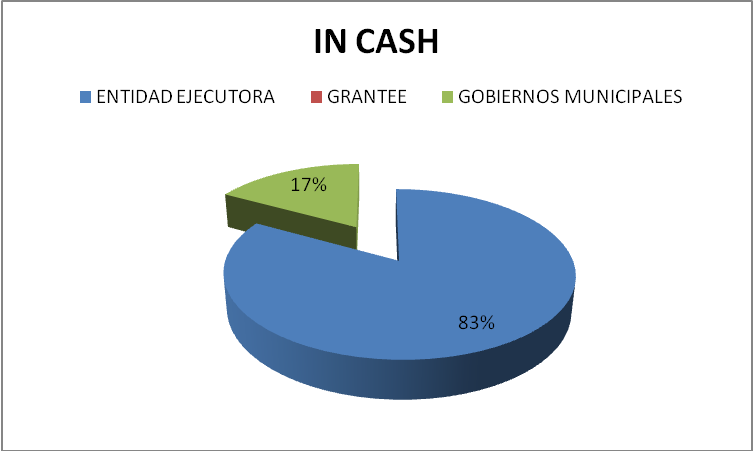 IN CASH
ENTIDAD EJECUTORA GRANTEE GOBIERNOS MUNICIPALES
17%
83%